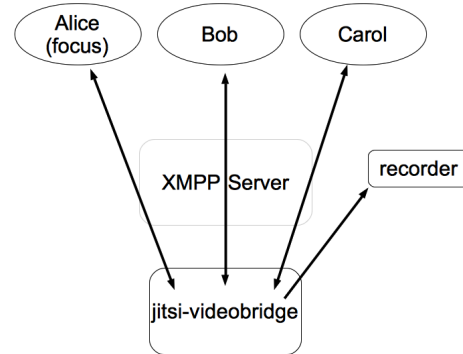 Alice
(focus)
Bob
Carol
XMPP Server
recorder
jitsi-videobridge